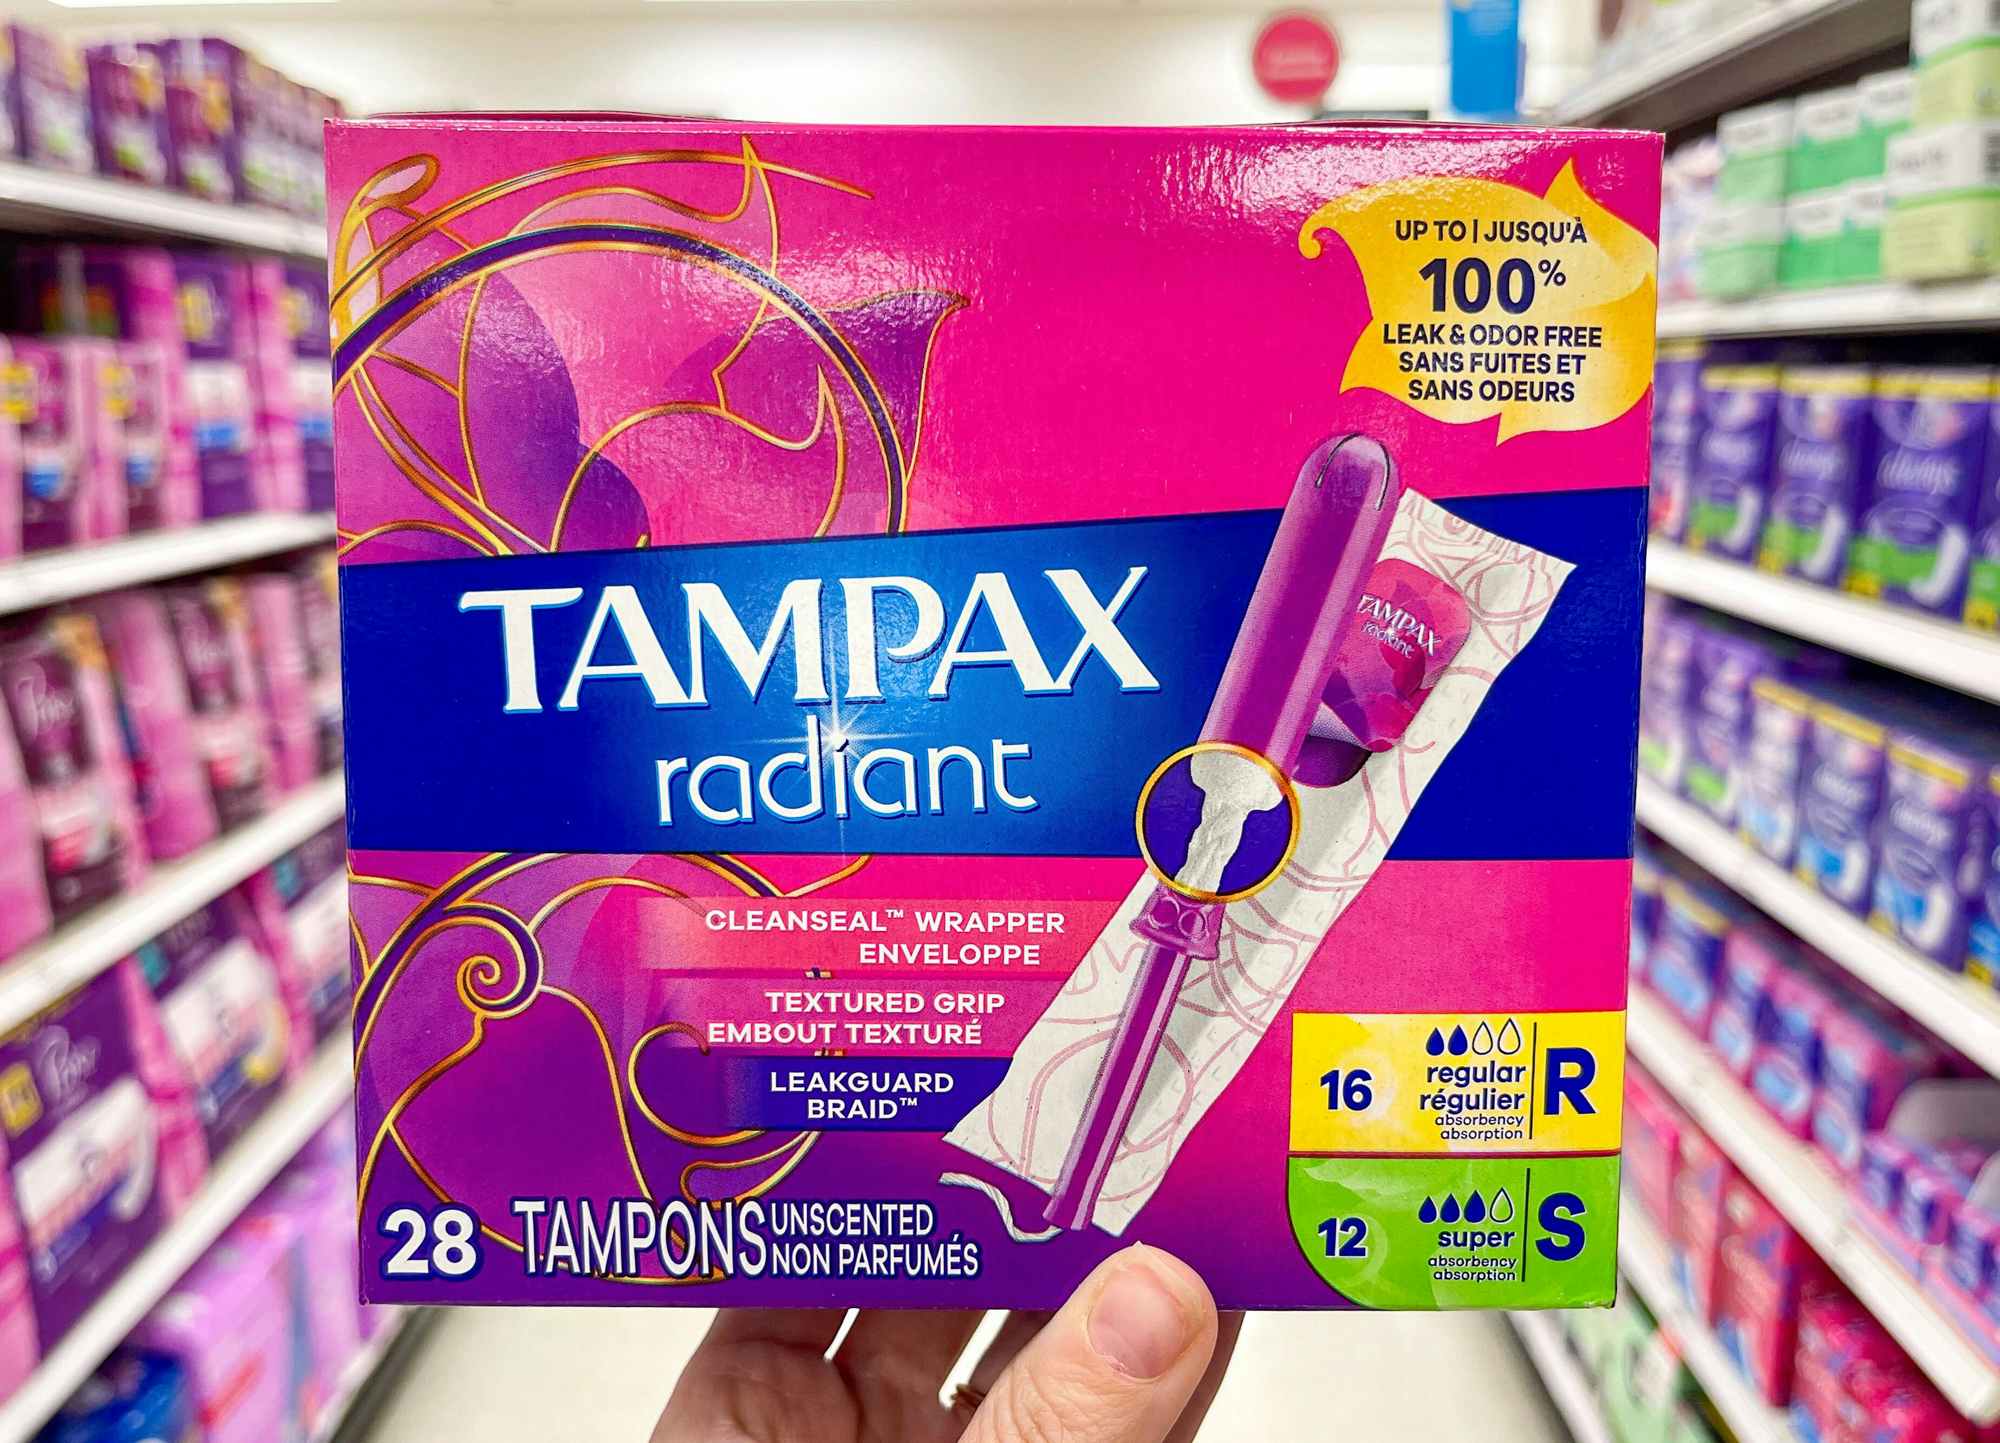 UP TO | JUSQU'À
100%
LEAK & ODOR FREE
SANS FUITES ET
SANS ODEURS
TAMPAX
radiant
TAMPAX
radiant
CLEANSEAL™ WRAPPER
ENVELOPPE
TEXTURED GRIP
EMBOUT TEXTURÉ
LEAKGUARD
BRAID™
16 regular R
régulier
absorbency
absorption
12 super S
absorbency
absorption
28 TAMPONS UNSCENTED
NON PARFUMÉS
always